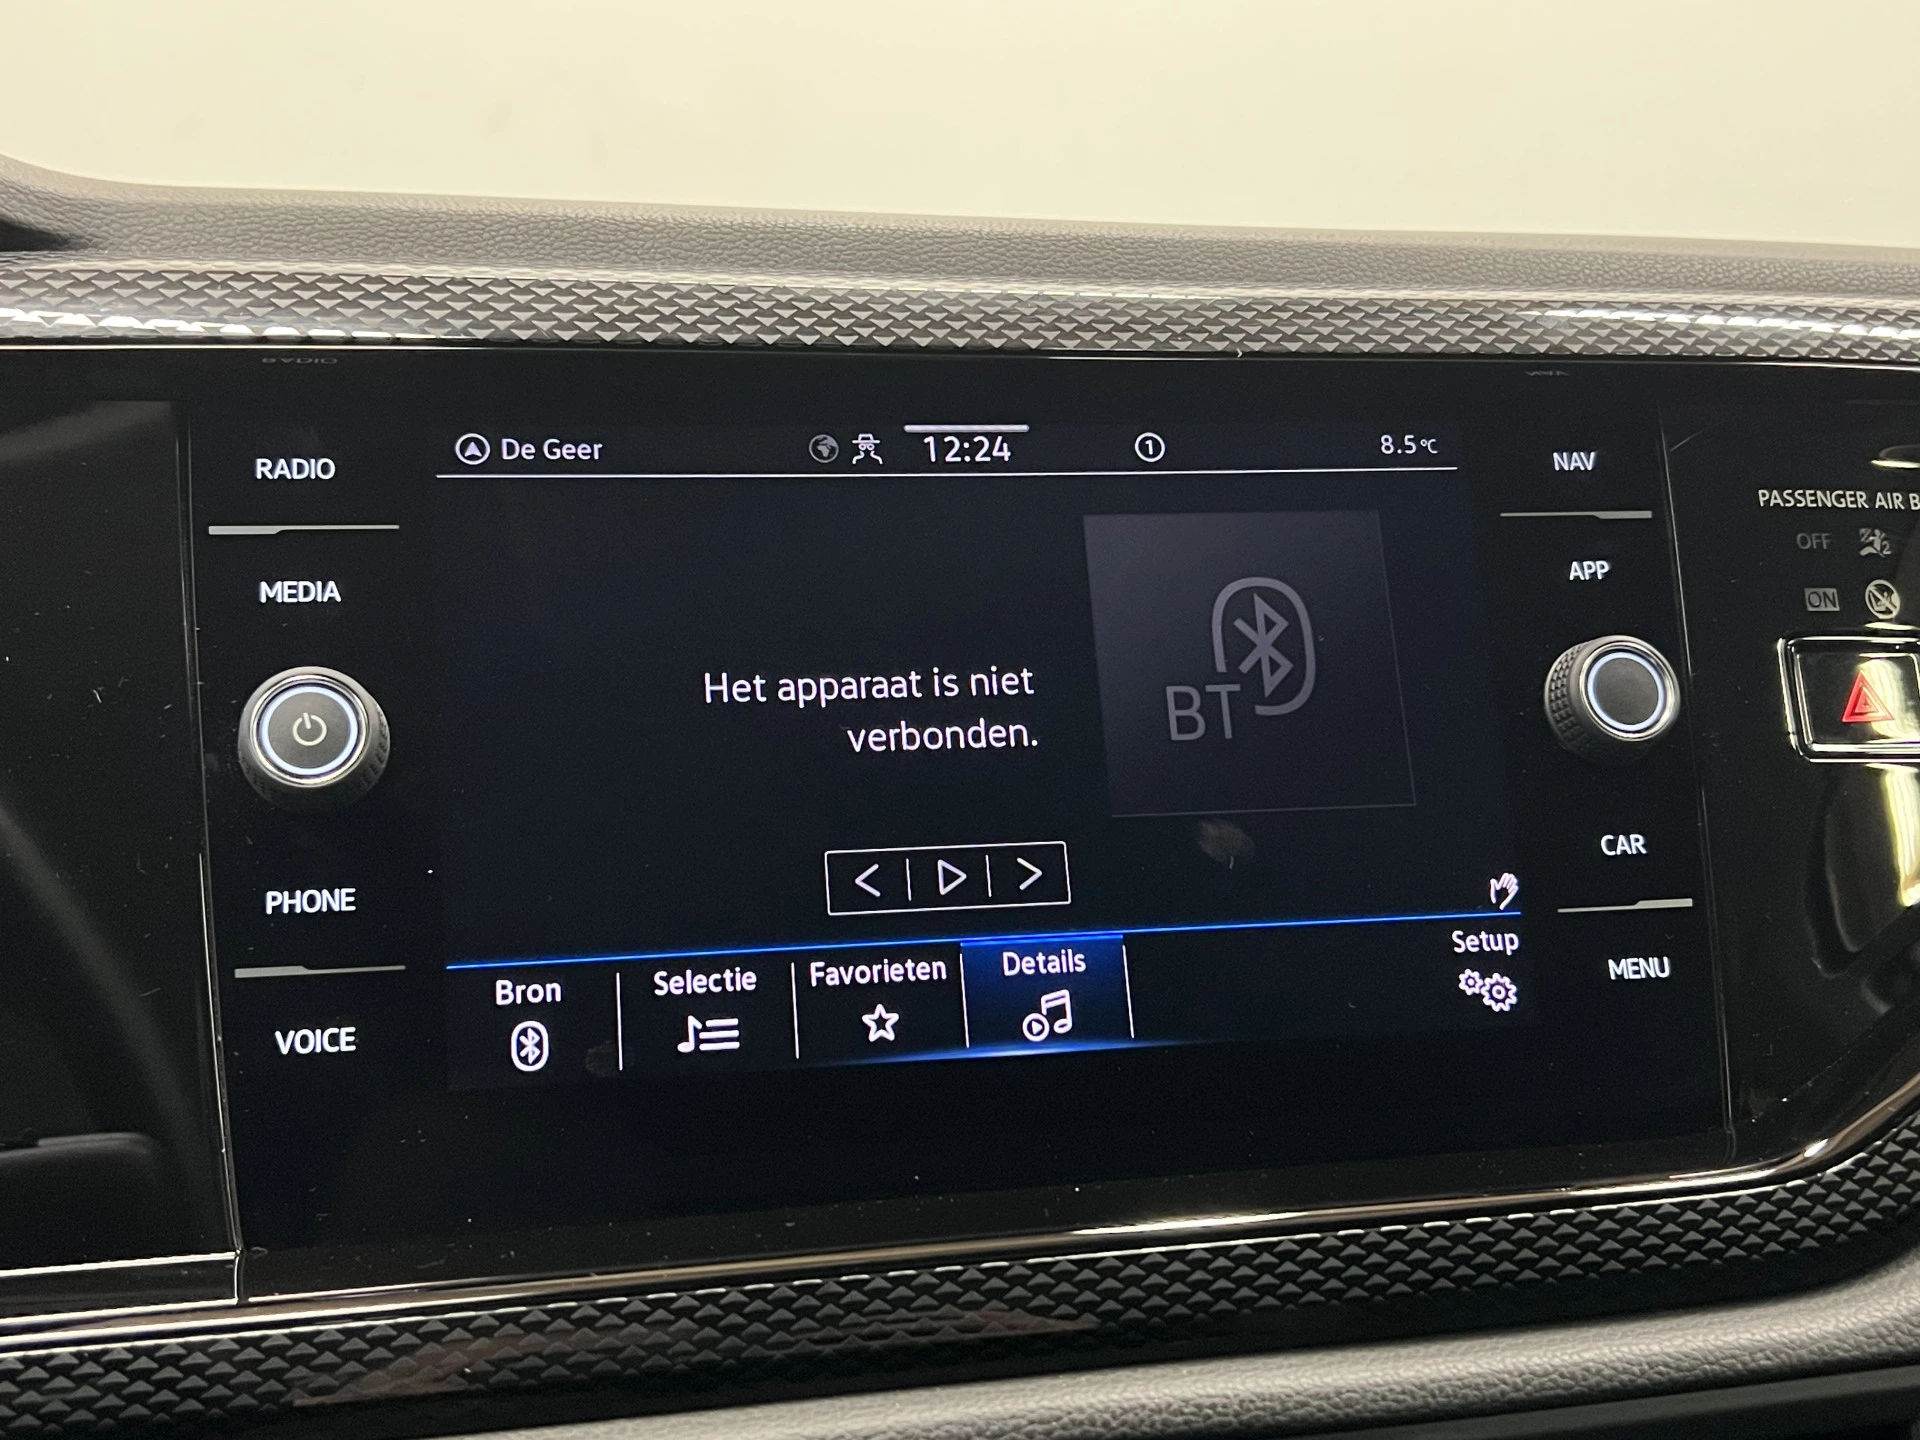 RADIO
MEDIA
PHONE
VOICE
De Geer
12:24
1
8.5°C
Het apparaat is niet
verbonden.
BT
Bron
Selectie
Favorieten
Details
Setup
NAV
APP
CAR
MENU
PASSENGER AIR B
OFF
ON